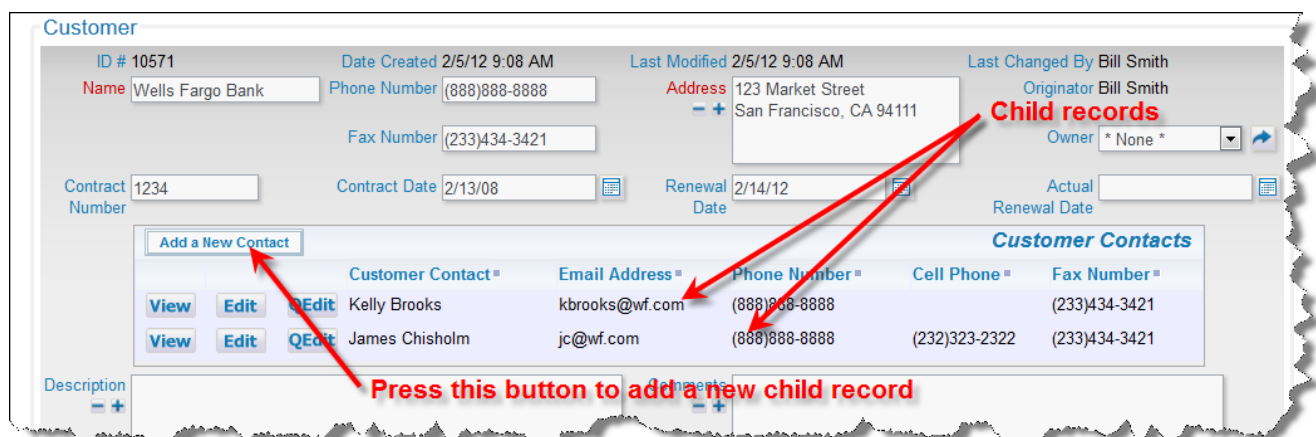 Customer
ID # 10571 Date Created 2/5/12 9:08 AM Last Modified 2/5/12 9:08 AM Last Changed By Bill Smith
Name Wells Fargo Bank Phone Number (888)888-8888 Address 123 Market Street Originator Bill Smith
San Francisco, CA 94111
Child records
Fax Number (233)434-3421 Owner * None *
Contract Number 1234 Contract Date 2/13/08 Renewal Date 2/14/12 Actual Renewal Date
Add a New Contact Customer Contacts
Customer Contact Email Address Phone Number Cell Phone Fax Number
View Edit QEdit Kelly Brooks kbrooks@wf.com (888)888-8888 (233)434-3421
View Edit QEdit James Chisholm jc@wf.com (888)888-8888 (232)323-2322 (233)434-3421
Description Comments
Press this button to add a new child record